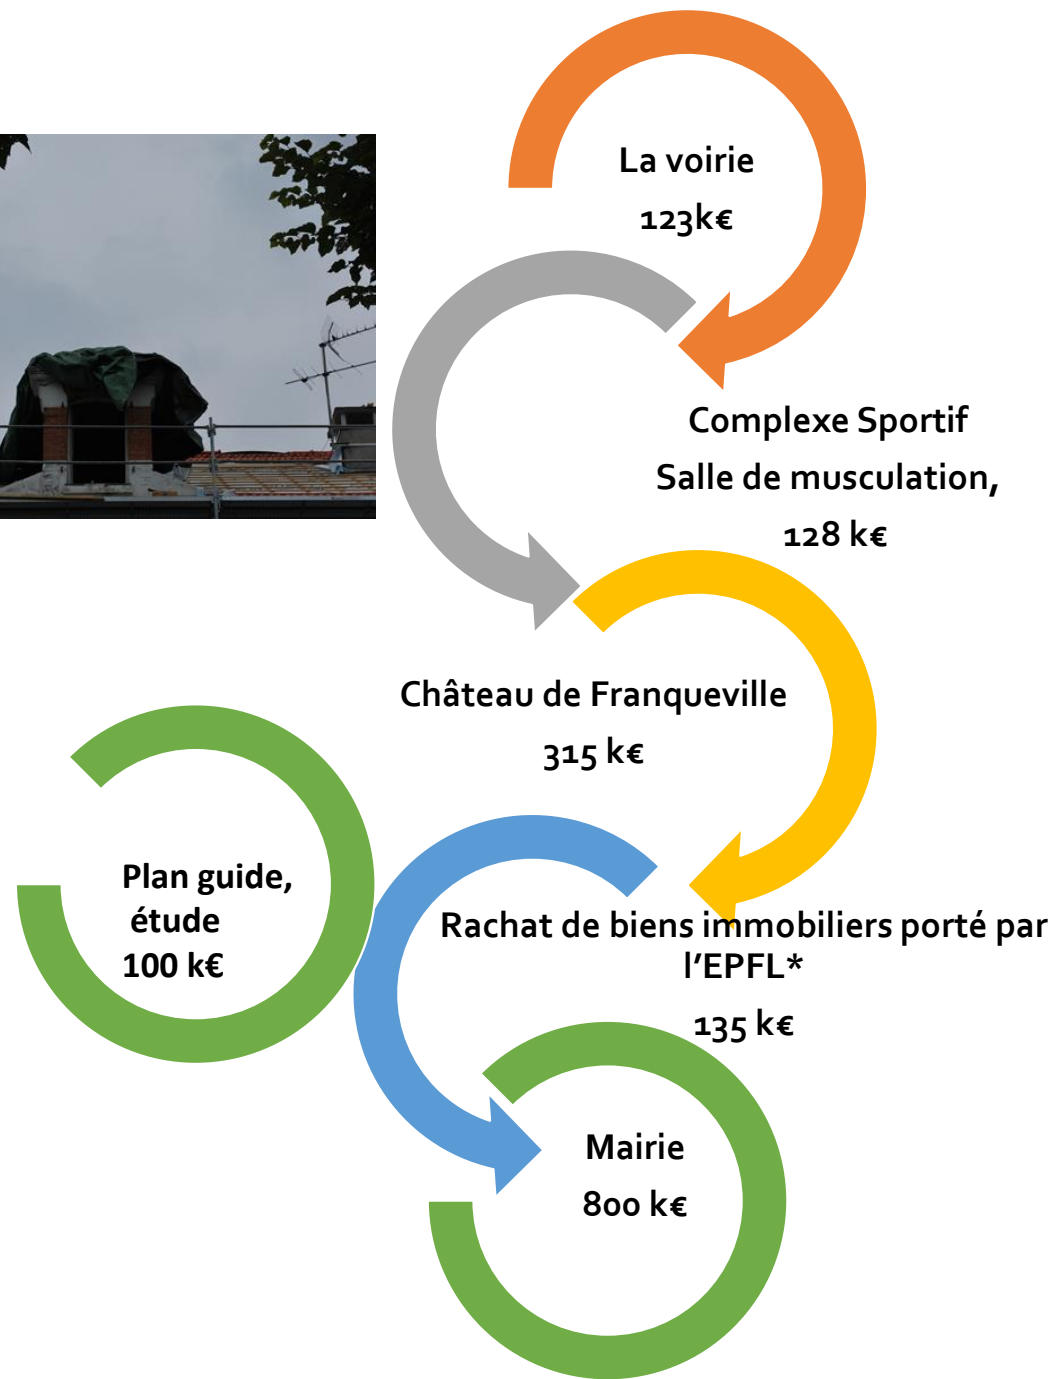 La voirie
123k€
Complexe Sportif
Salle de musculation,
128 k€
Château de Franqueville
315 k€
Plan guide,
étude
100 k€
Rachat de biens immobiliers porté par
l’EPFL*
135 k€
Mairie
800 k€